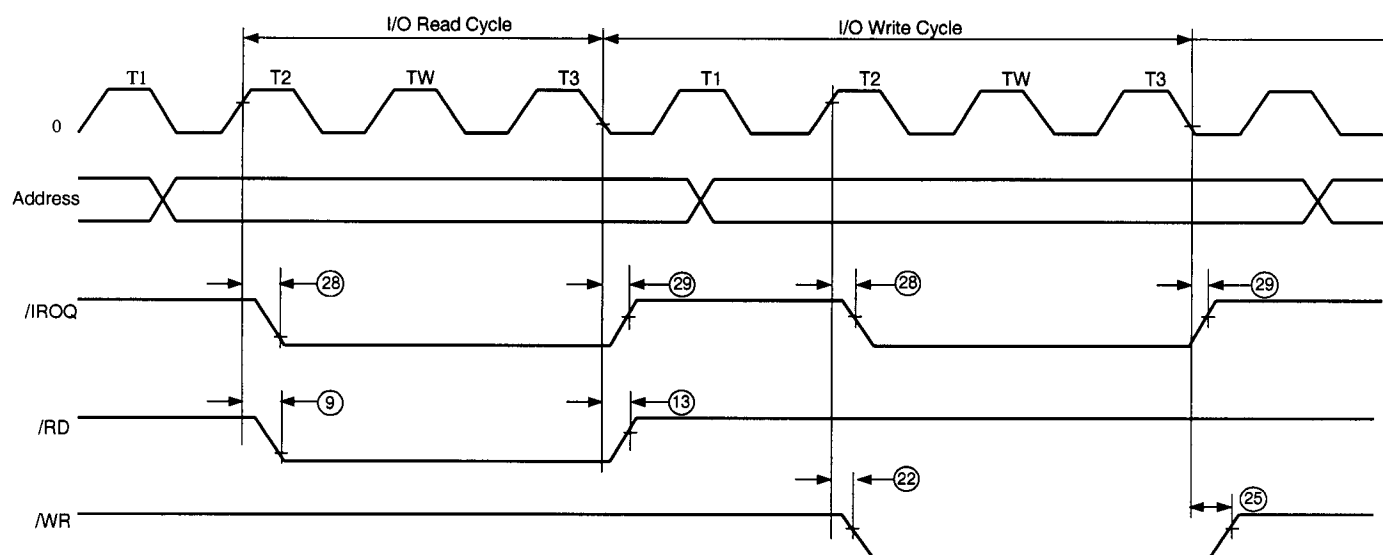 I/O Read Cycle I/O Write Cycle
T1 T2 TW T3 T1 T2 TW T3
0
Address
28 29 28 29
/IROQ
9 13
/RD
22
25
/WR